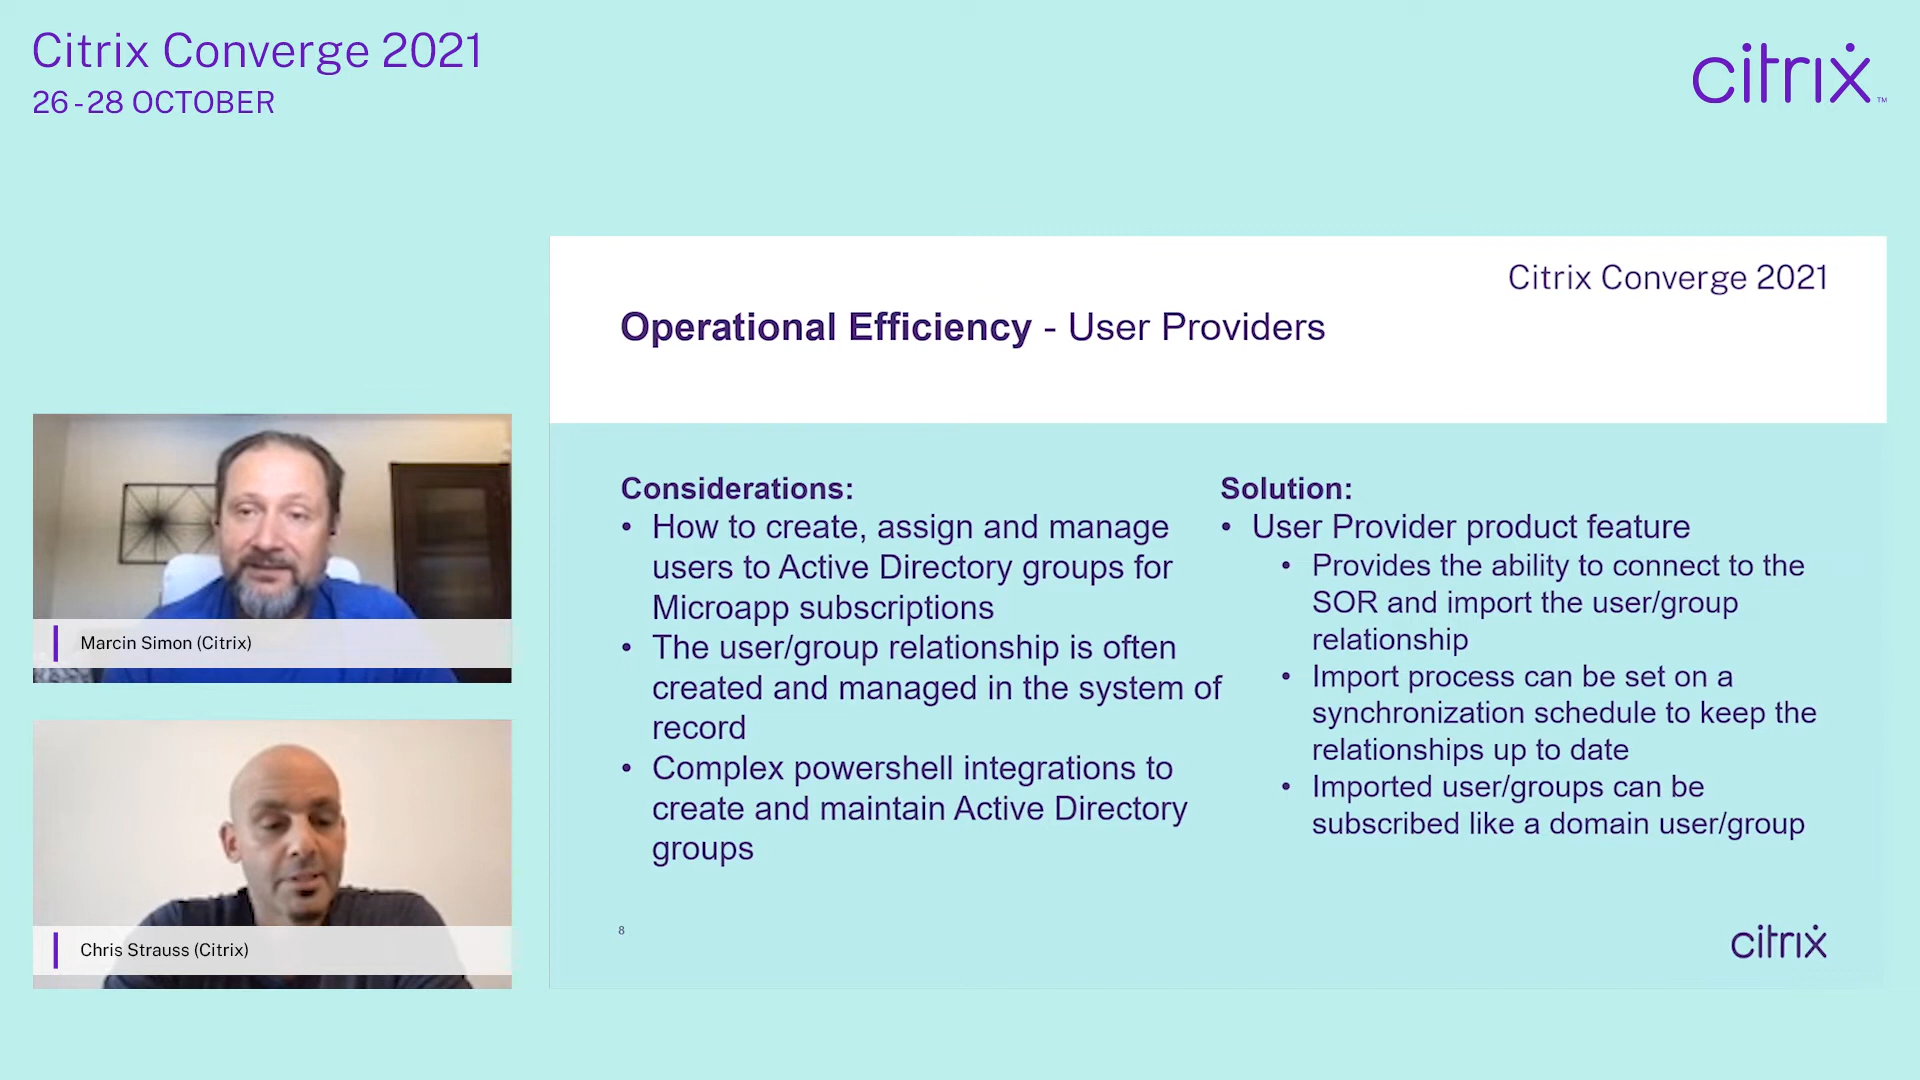 Citrix Converge 2021
26-28 OCTOBER
citrix™
Citrix Converge 2021
Operational Efficiency - User Providers
Considerations:
• How to create, assign and manage
users to Active Directory groups for
Microapp subscriptions
• The user/group relationship is often
created and managed in the system of
record
• Complex powershell integrations to
create and maintain Active Directory
groups
Solution:
• User Provider product feature
• Provides the ability to connect to the
SOR and import the user/group
relationship
• Import process can be set on a
synchronization schedule to keep the
relationships up to date
• Imported user/groups can be
subscribed like a domain user/group
8
citrix
Marcin Simon (Citrix)
Chris Strauss (Citrix)